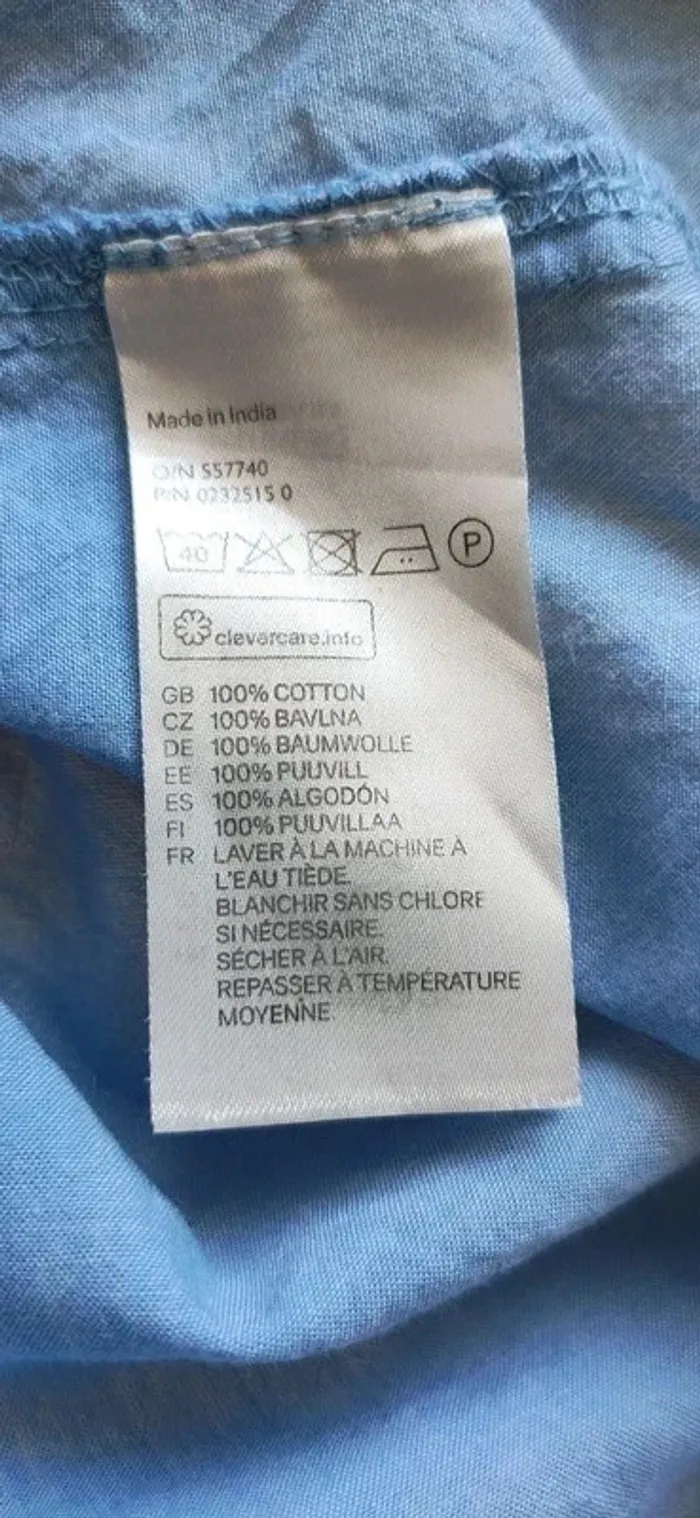 Made in India
O/N 557740
P/N 0232515 0
40
P
clevercare.info
GB 100% COTTON
CZ 100% BAVLNA
DE 100% BAUMWOLLE
EE 100% PUUVILL
ES 100% ALGODÓN
FI 100% PUUVILLAA
FR LAVER À LA MACHINE À
L'EAU TIÈDE.
BLANCHIR SANS CHLORE
SI NÉCESSAIRE.
SÉCHER À L'AIR.
REPASSER À TEMPÉRATURE
MOYENNE